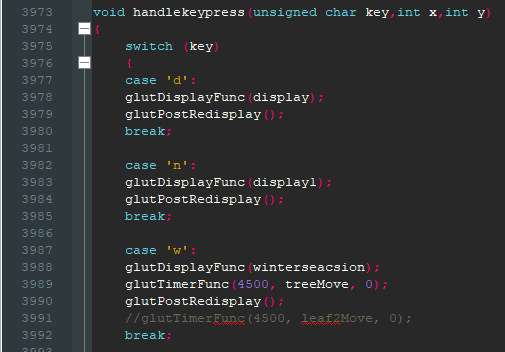 3973 void handlekeypress(unsigned char key,int x,int y)
3974 {
3975 switch (key)
3976 {
3977 case 'd':
3978 glutDisplayFunc(display);
3979 glutPostRedisplay();
3980 break;
3981
3982 case 'n':
3983 glutDisplayFunc(display1);
3984 glutPostRedisplay();
3985 break;
3986
3987 case 'w':
3988 glutDisplayFunc(winterseacsion);
3989 glutTimerFunc(4500, treeMove, 0);
3990 glutPostRedisplay();
3991 //glutTimerFunc(4500, leaf2Move, 0);
3992 break;
3993